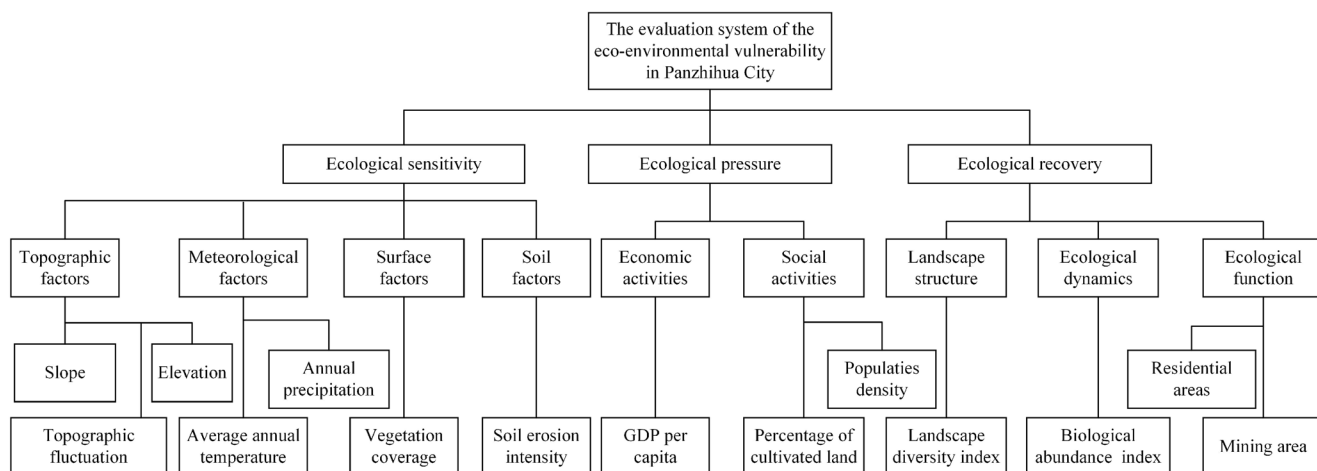 The evaluation system of the
eco-environmental vulnerability
in Panzhihua City
Ecological sensitivity
Ecological pressure
Ecological recovery
Topographic
factors
Meteorological
factors
Surface
factors
Soil
factors
Economic
activities
Social
activities
Landscape
structure
Ecological
dynamics
Ecological
function
Slope
Elevation
Annual
precipitation
Populaties
density
Residential
areas
Topographic
fluctuation
Average annual
temperature
Vegetation
coverage
Soil erosion
intensity
GDP per
capita
Percentage of
cultivated land
Landscape
diversity index
Biological
abundance index
Mining area